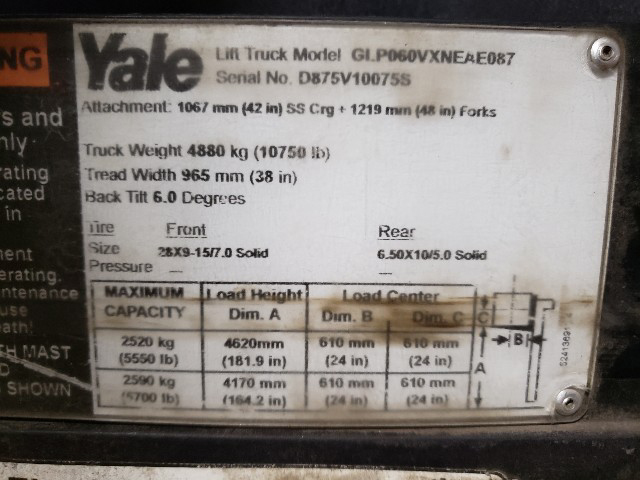 NG
s and
nly
rating
cated
in
ment
erating.
ntenance
use
eath!
TH MAST
D
G SHOWN
Yale
Lift Truck Model GLP060VXNEAE087
Serial No. D875V10075S
Attachment: 1067 mm (42 in) SS Crg + 1219 mm (48 in) Forks
Truck Weight 4880 kg (10750 lb)
Tread Width 965 mm (38 in)
Back Tilt 6.0 Degrees
Tire Front Rear
Size 28X9-15/7.0 Solid 6.50X10/5.0 Solid
Pressure — —
MAXIMUM Load Height Load Center
CAPACITY Dim. A Dim. B Dim. C
2520 kg 4620mm 610 mm 610 mm
(5550 lb) (181.9 in) (24 in) (24 in)
2590 kg 4170 mm 610 mm 610 mm
(5700 lb) (164.2 in) (24 in) (24 in)
C
B
A